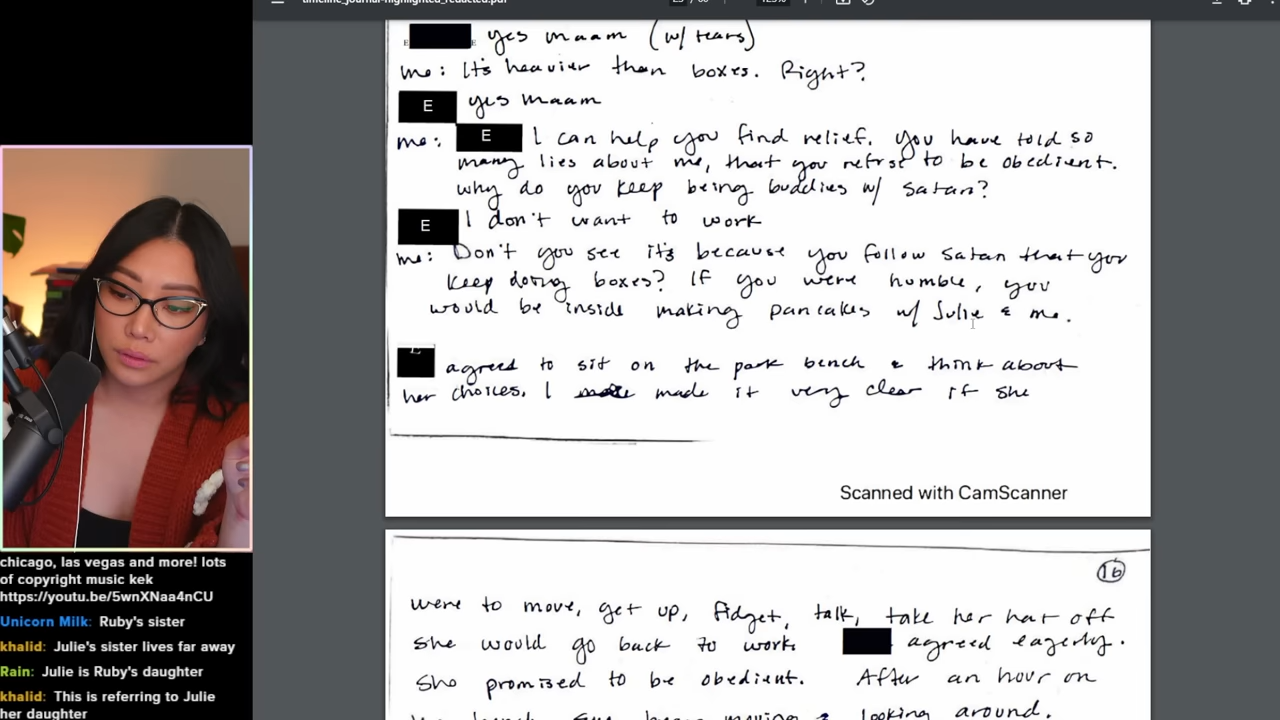 timeline_journal-highlighted_redacted.pdf
yes maam (w/ tears)
me: It's heavier than boxes. Right?
E yes maam
me: E I can help you find relief. You have told so
many lies about me, that you refuse to be obedient.
why do you keep being buddies w/ Satan?
E I don't want to work
me: Don't you see it's because you follow Satan that you
keep doing boxes? If you were humble, you
would be inside making pancakes w/ Julie & me.
agreed to sit on the park bench & think about
her choices. I made it very clear if she
Scanned with CamScanner
16
were to move, get up, fidget, talk, take her hat off
she would go back to work. agreed eagerly.
She promised to be obedient. After an hour on
looking around.
chicago, las vegas and more! lots
of copyright music kek
https://youtu.be/5wnXNaa4nCU
Unicorn Milk: Ruby's sister
khalid: Julie's sister lives far away
Rain: Julie is Ruby's daughter
khalid: This is referring to Julie
her daughter